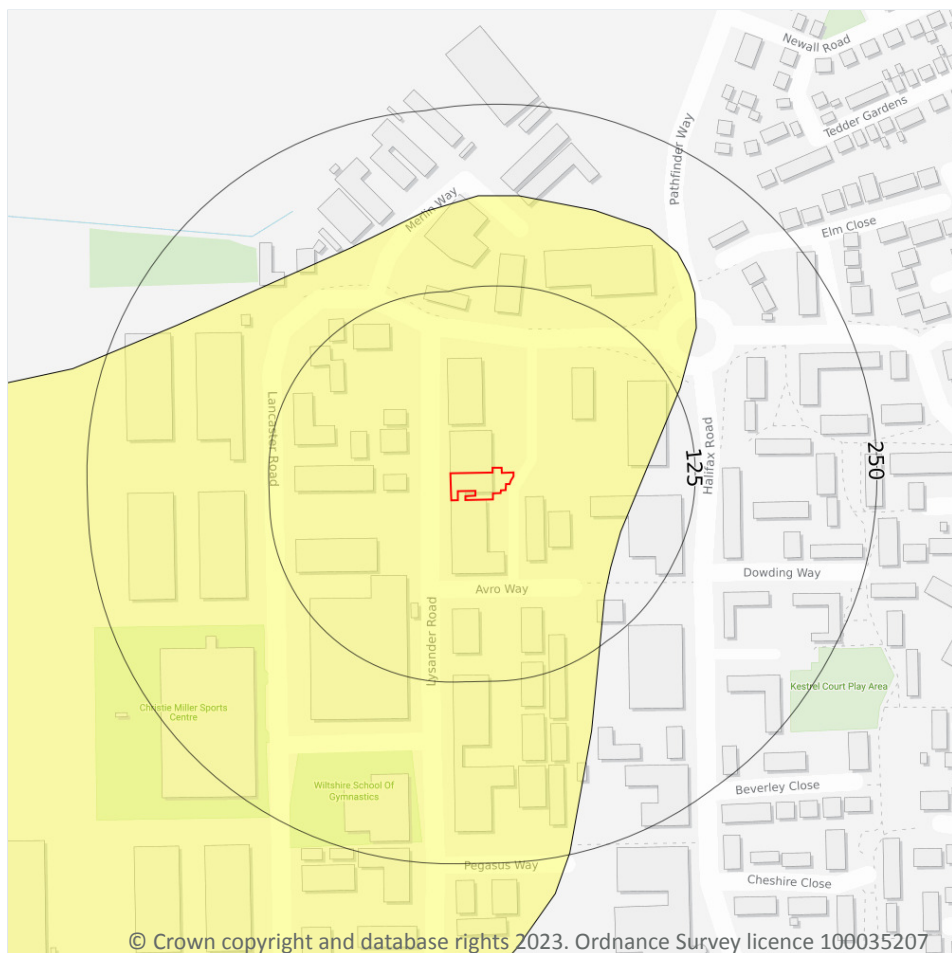 Newall Road
Tedder Gardens
Pathfinder Way
Merlin Way
Elm Close
Lancaster Road
Halifax Road
125
250
Avro Way
Dowding Way
Lysander Road
Kestrel Court Play Area
Christie Miller Sports
Centre
Wiltshire School Of
Gymnastics
Beverley Close
Pegasus Way
Cheshire Close
© Crown copyright and database rights 2023. Ordnance Survey licence 100035207